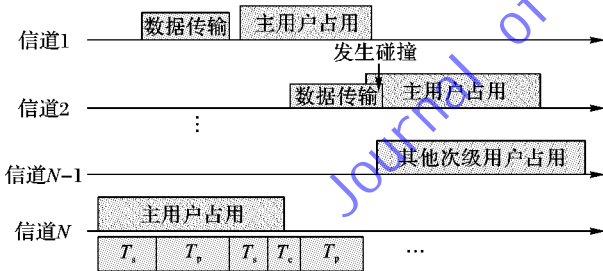 信道1 数据传输 主用户占用
发生碰撞
信道2 数据传输 主用户占用
⋮
信道N-1 其他次级用户占用
信道N 主用户占用
Ts Tp Ts Tc Tp ...
Journal of